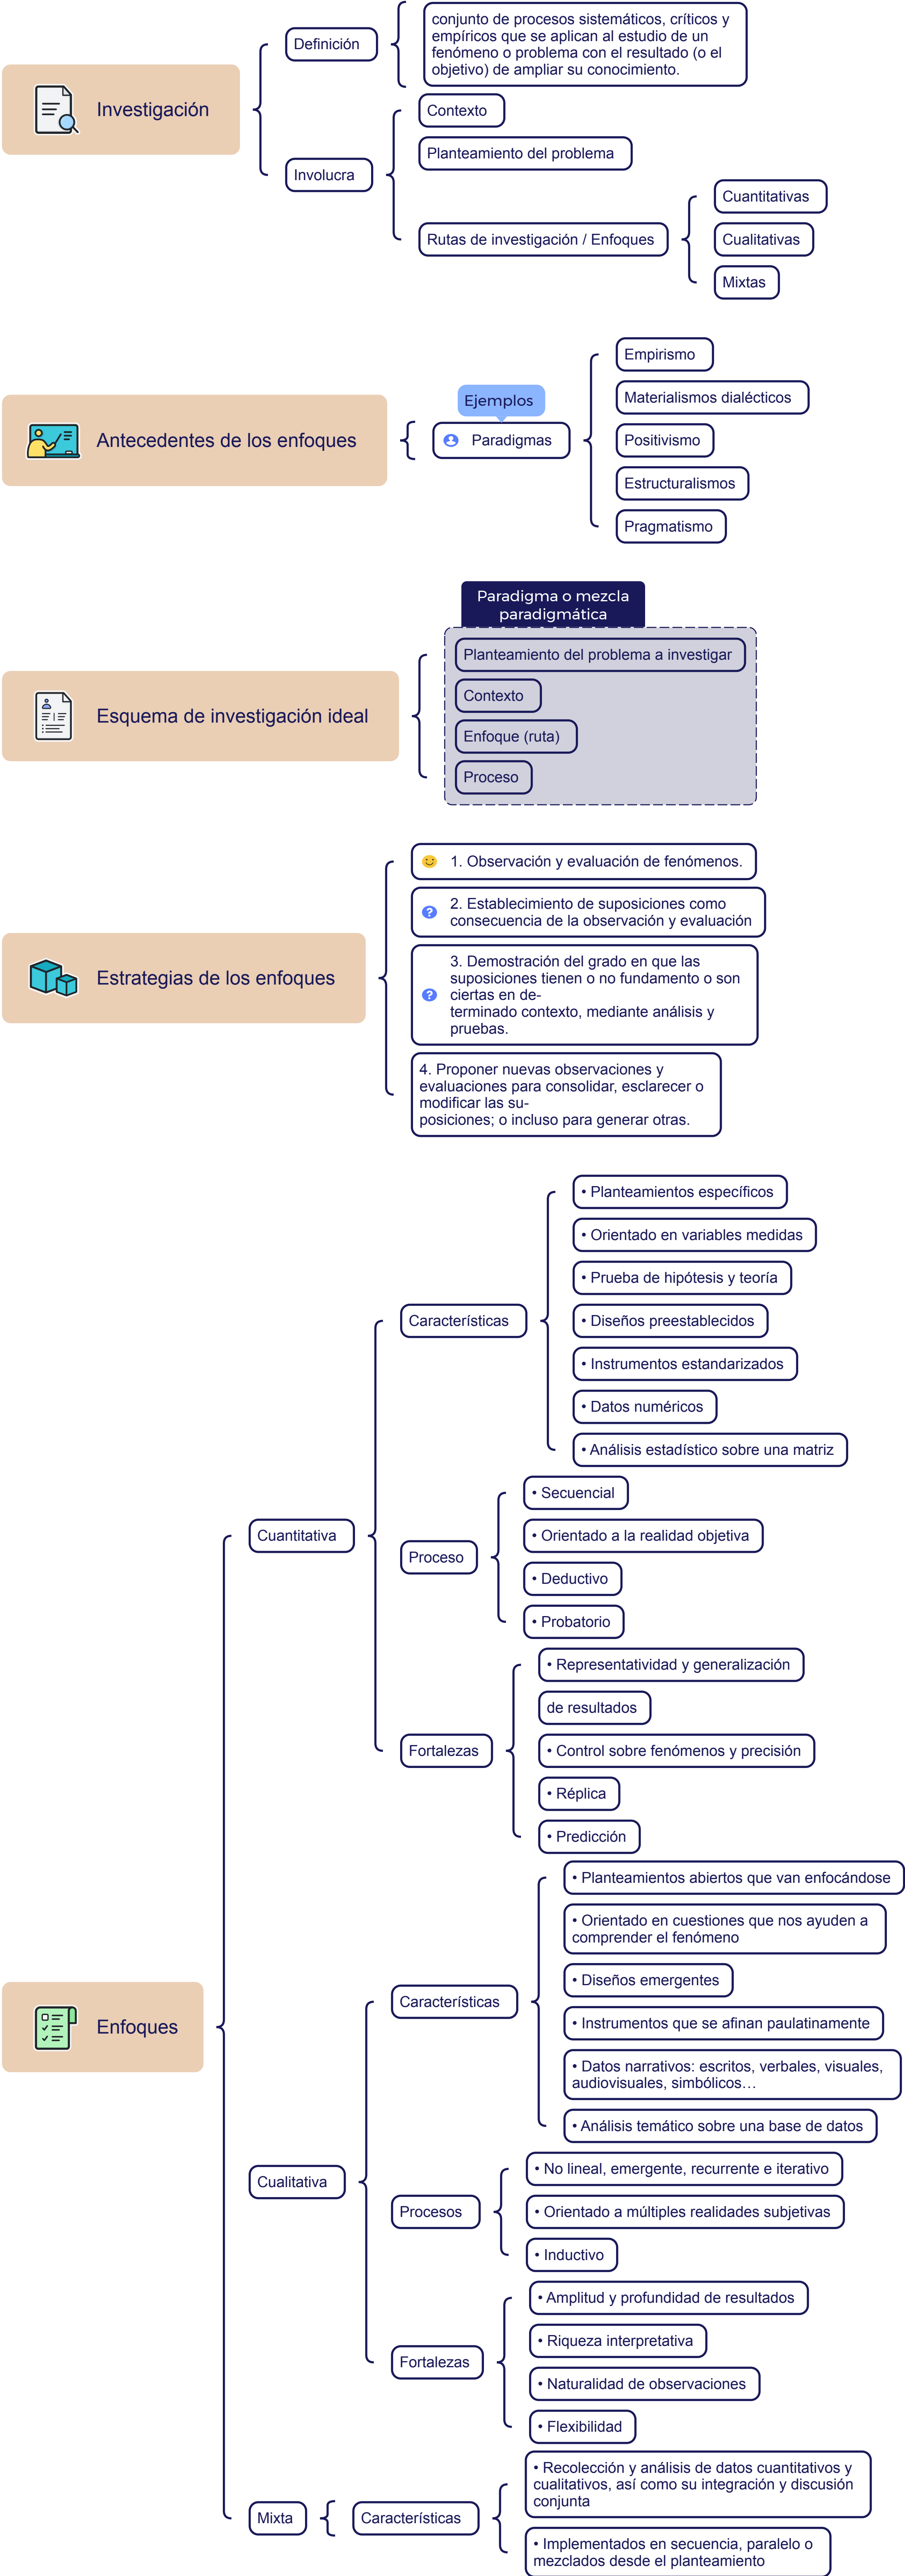 Investigación
Definición
conjunto de procesos sistemáticos, críticos y
empíricos que se aplican al estudio de un
fenómeno o problema con el resultado (o el
objetivo) de ampliar su conocimiento.
Involucra
Contexto
Planteamiento del problema
Rutas de investigación / Enfoques
Cuantitativas
Cualitativas
Mixtas
Antecedentes de los enfoques
Ejemplos
Paradigmas
Empirismo
Materialismos dialécticos
Positivismo
Estructuralismos
Pragmatismo
Esquema de investigación ideal
Paradigma o mezcla
paradigmática
Planteamiento del problema a investigar
Contexto
Enfoque (ruta)
Proceso
Estrategias de los enfoques
1. Observación y evaluación de fenómenos.
2. Establecimiento de suposiciones como
consecuencia de la observación y evaluación
3. Demostración del grado en que las
suposiciones tienen o no fundamento o son
ciertas en de-
terminado contexto, mediante análisis y
pruebas.
4. Proponer nuevas observaciones y
evaluaciones para consolidar, esclarecer o
modificar las su-
posiciones; o incluso para generar otras.
Enfoques
Cuantitativa
Características
• Planteamientos específicos
• Orientado en variables medidas
• Prueba de hipótesis y teoría
• Diseños preestablecidos
• Instrumentos estandarizados
• Datos numéricos
• Análisis estadístico sobre una matriz
Proceso
• Secuencial
• Orientado a la realidad objetiva
• Deductivo
• Probatorio
Fortalezas
• Representatividad y generalización
de resultados
• Control sobre fenómenos y precisión
• Réplica
• Predicción
Cualitativa
Características
• Planteamientos abiertos que van enfocándose
• Orientado en cuestiones que nos ayuden a
comprender el fenómeno
• Diseños emergentes
• Instrumentos que se afinan paulatinamente
• Datos narrativos: escritos, verbales, visuales,
audiovisuales, simbólicos…
• Análisis temático sobre una base de datos
Procesos
• No lineal, emergente, recurrente e iterativo
• Orientado a múltiples realidades subjetivas
• Inductivo
Fortalezas
• Amplitud y profundidad de resultados
• Riqueza interpretativa
• Naturalidad de observaciones
• Flexibilidad
Mixta
Características
• Recolección y análisis de datos cuantitativos y
cualitativos, así como su integración y discusión
conjunta
• Implementados en secuencia, paralelo o
mezclados desde el planteamiento